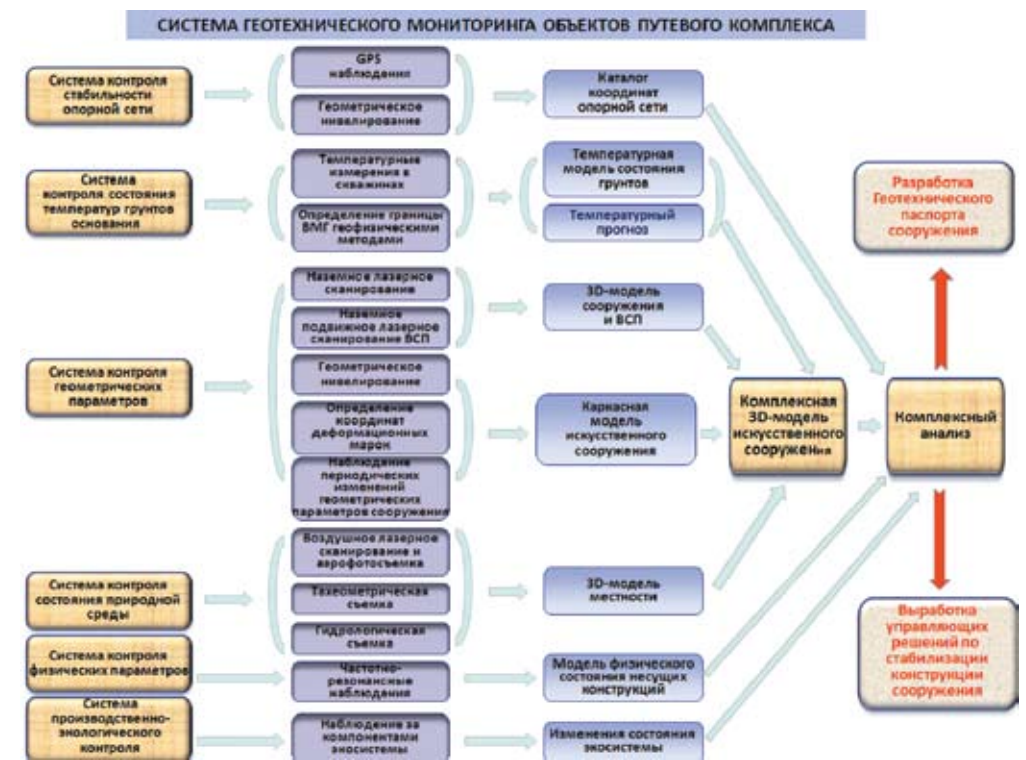 СИСТЕМА ГЕОТЕХНИЧЕСКОГО МОНИТОРИНГА ОБЪЕКТОВ ПУТЕВОГО КОМПЛЕКСА
Система контроля
стабильности
опорной сети
GPS
наблюдения
Геометрическое
нивелирование
Каталог
координат
опорной сети
Система
контроля состояния
температур грунтов
основания
Температурные
измерения в
скважинах
Определение границы
ВМГ геофизическими
методами
Температурная
модель состояния
грунтов
Температурный
прогноз
Система контроля
геометрических
параметров
Наземное лазерное
сканирование
Наземное
подвижное лазерное
сканирование ВСП
Геометрическое
нивелирование
Определение
координат
деформационных
марок
Наблюдение
периодических
изменений
геометрических
параметров сооружения
3D-модель
сооружения
и ВСП
Каркасная
модель
искусственного
сооружения
Система контроля
состояния природной
среды
Воздушное лазерное
сканирование и
аэрофотосъемка
Тахеометрическая
съемка
Гидрологическая
съемка
3D-модель
местности
Система контроля
физических параметров
Частотно-
резонансные
наблюдения
Модель физического
состояния несущих
конструкций
Система
производственно-
экологического
контроля
Наблюдение за
компонентами
экосистемы
Изменения состояния
экосистемы
Комплексная
3D-модель
искусственного
сооружения
Комплексный
анализ
Разработка
Геотехнического
паспорта
сооружения
Выработка
управляющих
решений по
стабилизации
конструкции
сооружения